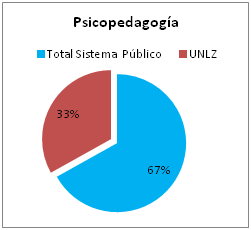 Psicopedagogía
Total Sistema Público UNLZ
33%
67%